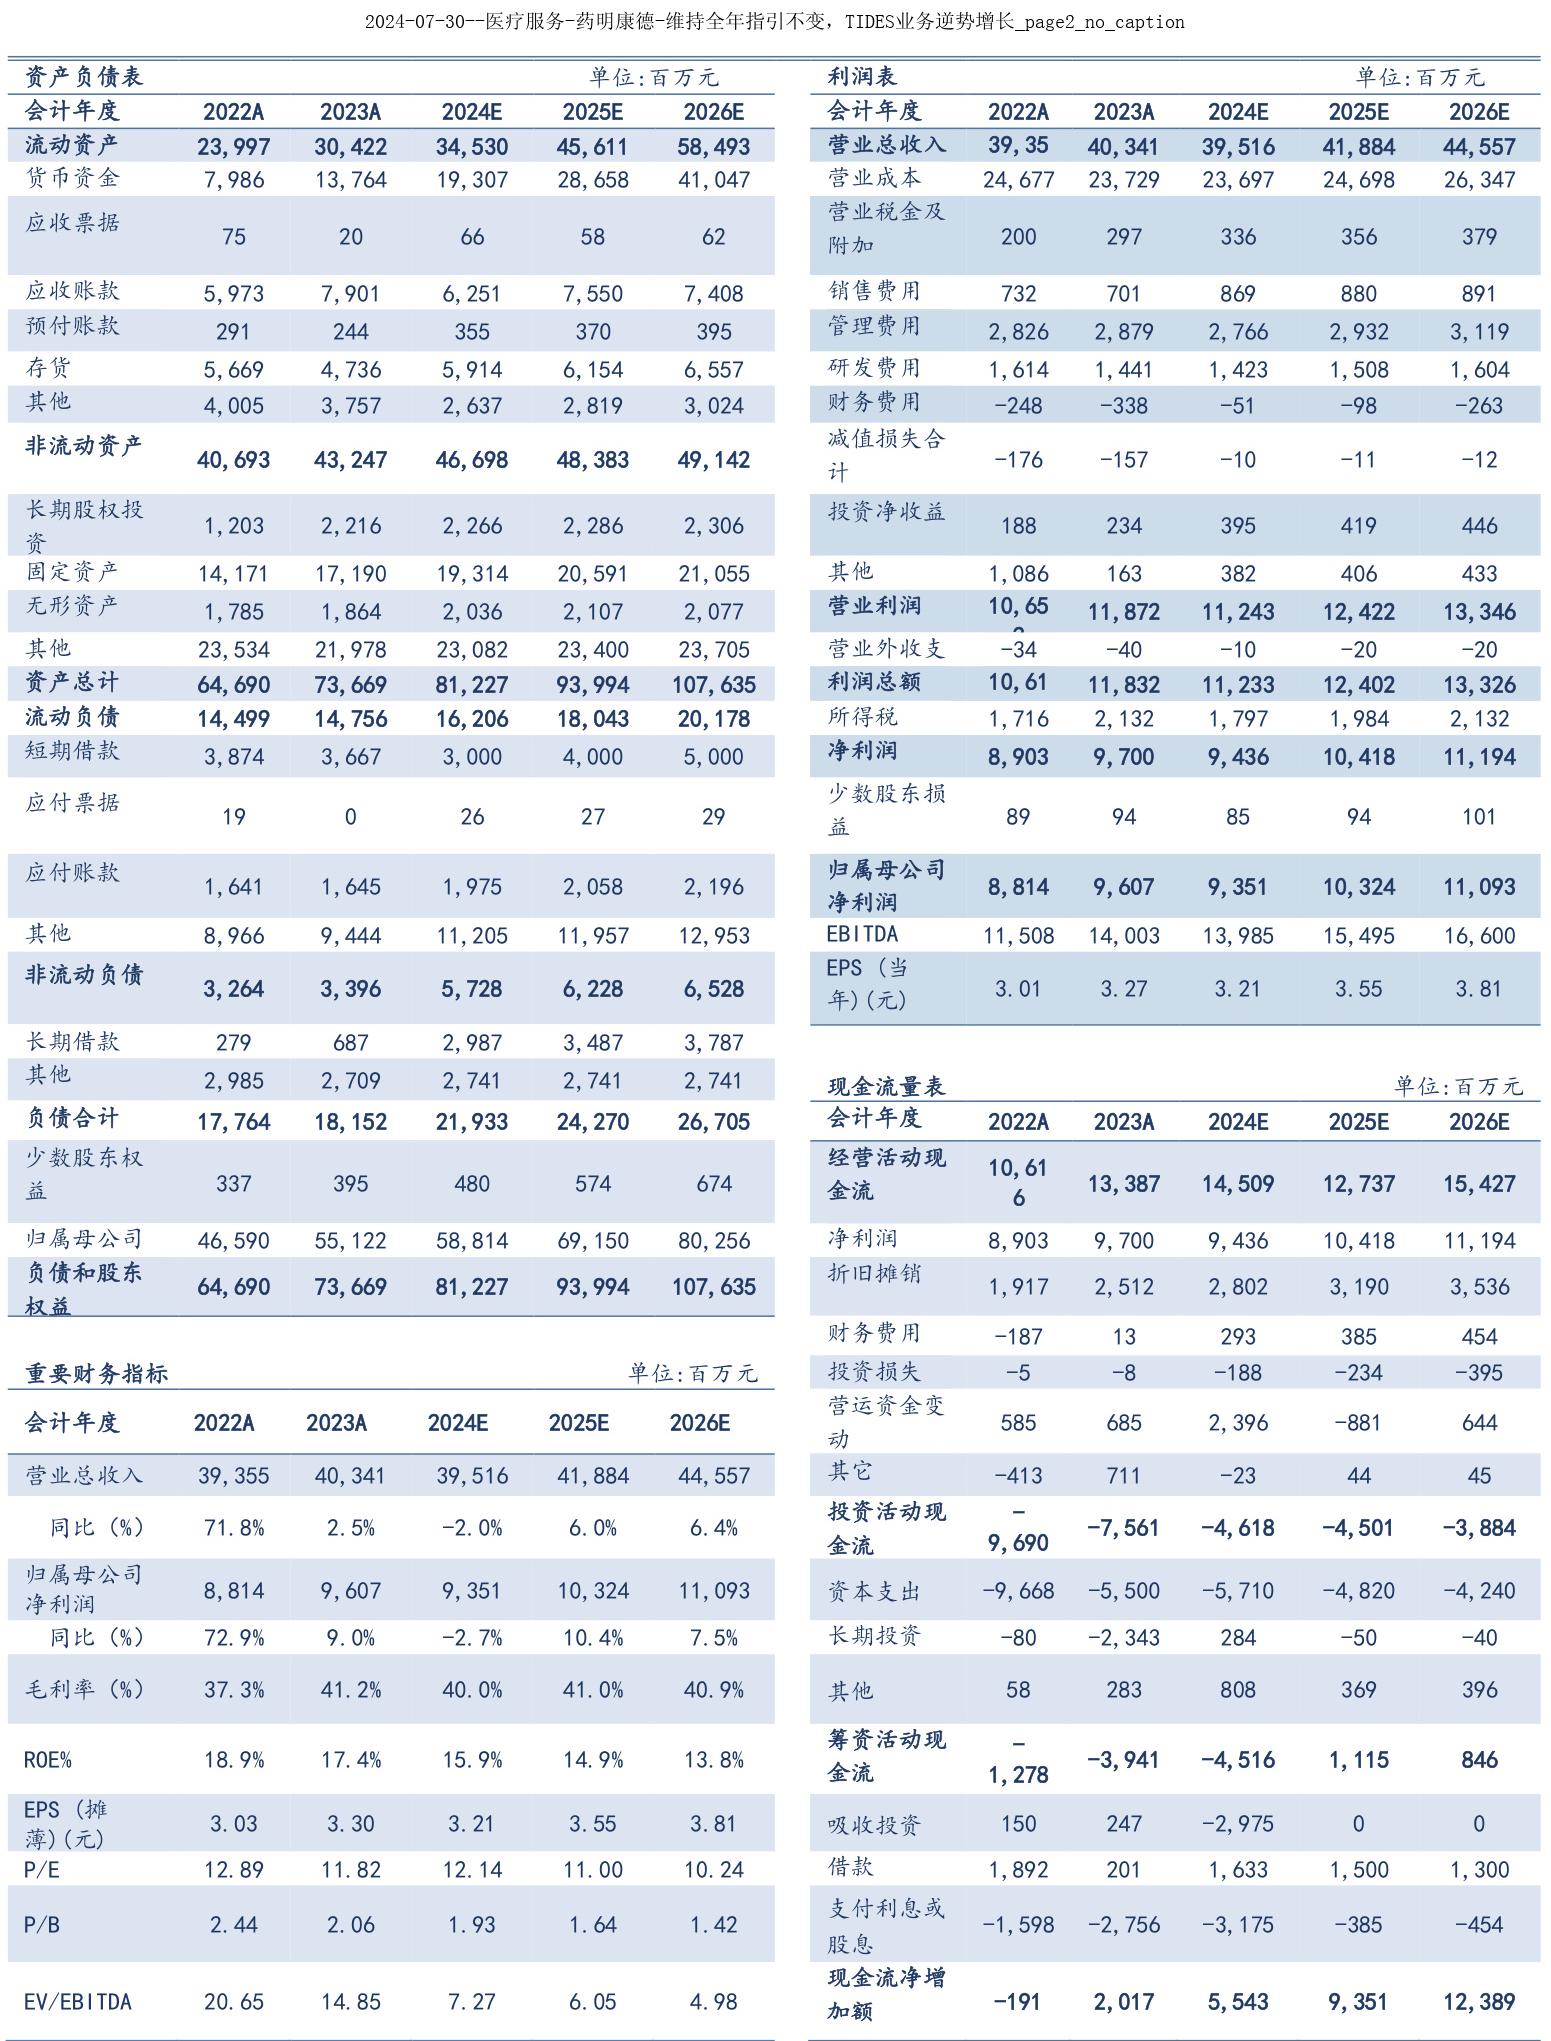 2024-07-30--医疗服务-药明康德-维持全年指引不变，TIDES业务逆势增长_page2_no_caption
资产负债表 单位:百万元
会计年度 2022A 2023A 2024E 2025E 2026E
流动资产 23,997 30,422 34,530 45,611 58,493
货币资金 7,986 13,764 19,307 28,658 41,047
应收票据 75 20 66 58 62
应收账款 5,973 7,901 6,251 7,550 7,408
预付账款 291 244 355 370 395
存货 5,669 4,736 5,914 6,154 6,557
其他 4,005 3,757 2,637 2,819 3,024
非流动资产 40,693 43,247 46,698 48,383 49,142
长期股权投
资 1,203 2,216 2,266 2,286 2,306
固定资产 14,171 17,190 19,314 20,591 21,055
无形资产 1,785 1,864 2,036 2,107 2,077
其他 23,534 21,978 23,082 23,400 23,705
资产总计 64,690 73,669 81,227 93,994 107,635
流动负债 14,499 14,756 16,206 18,043 20,178
短期借款 3,874 3,667 3,000 4,000 5,000
应付票据 19 0 26 27 29
应付账款 1,641 1,645 1,975 2,058 2,196
其他 8,966 9,444 11,205 11,957 12,953
非流动负债 3,264 3,396 5,728 6,228 6,528
长期借款 279 687 2,987 3,487 3,787
其他 2,985 2,709 2,741 2,741 2,741
负债合计 17,764 18,152 21,933 24,270 26,705
少数股东权
益 337 395 480 574 674
归属母公司 46,590 55,122 58,814 69,150 80,256
负债和股东
权益 64,690 73,669 81,227 93,994 107,635
重要财务指标 单位:百万元
会计年度 2022A 2023A 2024E 2025E 2026E
营业总收入 39,355 40,341 39,516 41,884 44,557
同比（%） 71.8% 2.5% -2.0% 6.0% 6.4%
归属母公司
净利润 8,814 9,607 9,351 10,324 11,093
同比（%） 72.9% 9.0% -2.7% 10.4% 7.5%
毛利率（%） 37.3% 41.2% 40.0% 41.0% 40.9%
ROE% 18.9% 17.4% 15.9% 14.9% 13.8%
EPS（摊
薄)(元) 3.03 3.30 3.21 3.55 3.81
P/E 12.89 11.82 12.14 11.00 10.24
P/B 2.44 2.06 1.93 1.64 1.42
EV/EBITDA 20.65 14.85 7.27 6.05 4.98
利润表 单位:百万元
会计年度 2022A 2023A 2024E 2025E 2026E
营业总收入 39,35 40,341 39,516 41,884 44,557
营业成本 24,677 23,729 23,697 24,698 26,347
营业税金及
附加 200 297 336 356 379
销售费用 732 701 869 880 891
管理费用 2,826 2,879 2,766 2,932 3,119
研发费用 1,614 1,441 1,423 1,508 1,604
财务费用 -248 -338 -51 -98 -263
减值损失合
计 -176 -157 -10 -11 -12
投资净收益 188 234 395 419 446
其他 1,086 163 382 406 433
营业利润 10,65 11,872 11,243 12,422 13,346
营业外收支 -34 -40 -10 -20 -20
利润总额 10,61 11,832 11,233 12,402 13,326
所得税 1,716 2,132 1,797 1,984 2,132
净利润 8,903 9,700 9,436 10,418 11,194
少数股东损
益 89 94 85 94 101
归属母公司
净利润 8,814 9,607 9,351 10,324 11,093
EBITDA 11,508 14,003 13,985 15,495 16,600
EPS（当
年)(元) 3.01 3.27 3.21 3.55 3.81
现金流量表 单位:百万元
会计年度 2022A 2023A 2024E 2025E 2026E
经营活动现 10,61
金流 6 13,387 14,509 12,737 15,427
净利润 8,903 9,700 9,436 10,418 11,194
折旧摊销 1,917 2,512 2,802 3,190 3,536
财务费用 -187 13 293 385 454
投资损失 -5 -8 -188 -234 -395
营运资金变
动 585 685 2,396 -881 644
其它 -413 711 -23 44 45
投资活动现 -
金流 9,690 -7,561 -4,618 -4,501 -3,884
资本支出 -9,668 -5,500 -5,710 -4,820 -4,240
长期投资 -80 -2,343 284 -50 -40
其他 58 283 808 369 396
筹资活动现 -
金流 1,278 -3,941 -4,516 1,115 846
吸收投资 150 247 -2,975 0 0
借款 1,892 201 1,633 1,500 1,300
支付利息或
股息 -1,598 -2,756 -3,175 -385 -454
现金流净增
加额 -191 2,017 5,543 9,351 12,389